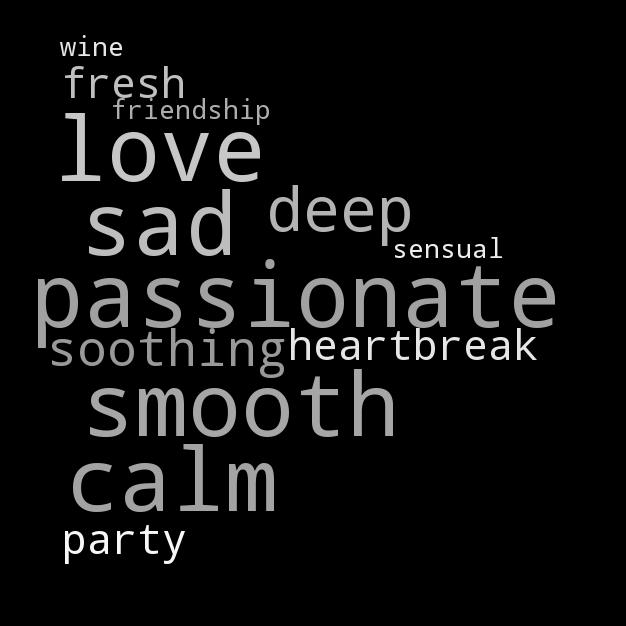 wine
fresh
friendship
love
sad deep
sensual
passionate
soothing heartbreak
smooth
calm
party